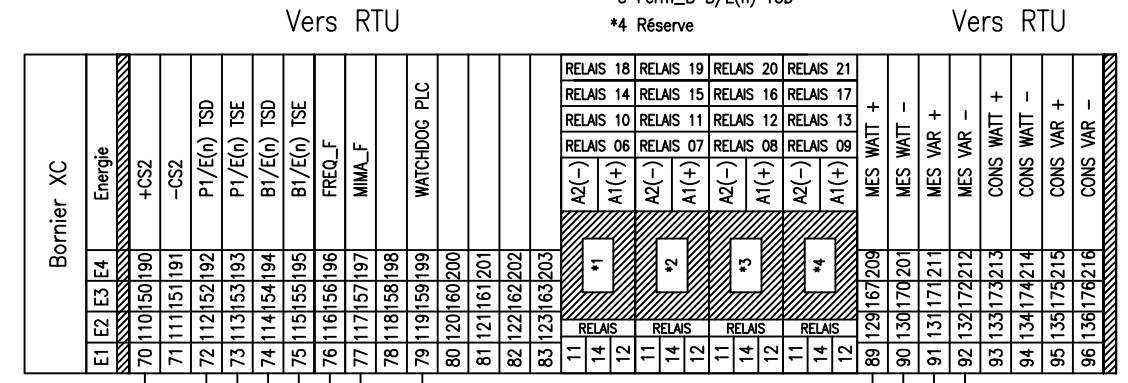 Vers RTU
*4 Réserve
Vers RTU
Bornier +XC
Energie
+CS2
-CS2
P1/E(n) TSD
P1/E(n) TSE
B1/E(n) TSD
B1/E(n) TSE
FREQ_F
MIMA_F
WATCHDOG PLC
RELAIS 18 RELAIS 19 RELAIS 20 RELAIS 21
RELAIS 14 RELAIS 15 RELAIS 16 RELAIS 17
RELAIS 10 RELAIS 11 RELAIS 12 RELAIS 13
RELAIS 06 RELAIS 07 RELAIS 08 RELAIS 09
A2(-) A1(+) A2(-) A1(+) A2(-) A1(+) A2(-) A1(+)
MES WATT +
MES WATT -
MES VAR +
MES VAR -
CONS WATT +
CONS WATT -
CONS VAR +
CONS VAR -
*1 *2 *3 *4
E4 190 191 192 193 194 195 196 197 198 199 200 201 202 203 209 201 211 212 213 214 215 216
E3 150 151 152 153 154 155 156 157 158 159 160 161 162 163 167 170 171 172 173 174 175 176
E2 110 111 112 113 114 115 116 117 118 119 120 121 122 123 RELAIS RELAIS RELAIS RELAIS 129 130 131 132 133 134 135 136
E1 70 71 72 73 74 75 76 77 78 79 80 81 82 83 11 14 12 11 14 12 11 14 12 11 14 12 89 90 91 92 93 94 95 96